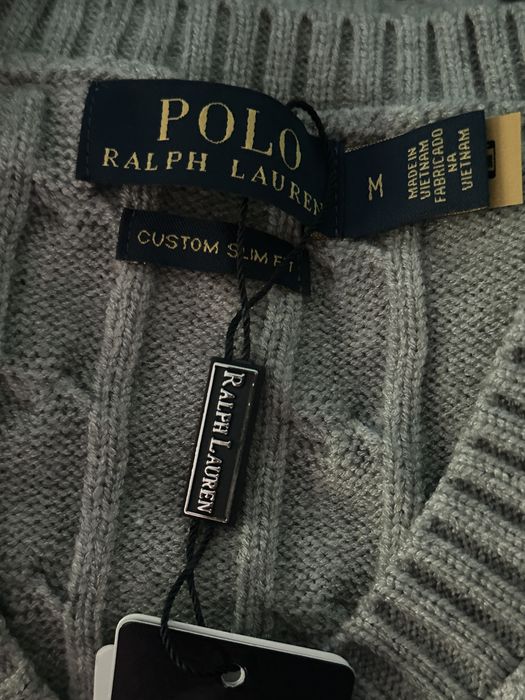 POLO
RALPH LAUREN
M
MADE IN
VIETNAM
FABRICADO
NA
VIETNAM
CUSTOM SLIM FIT
RALPH LAUREN